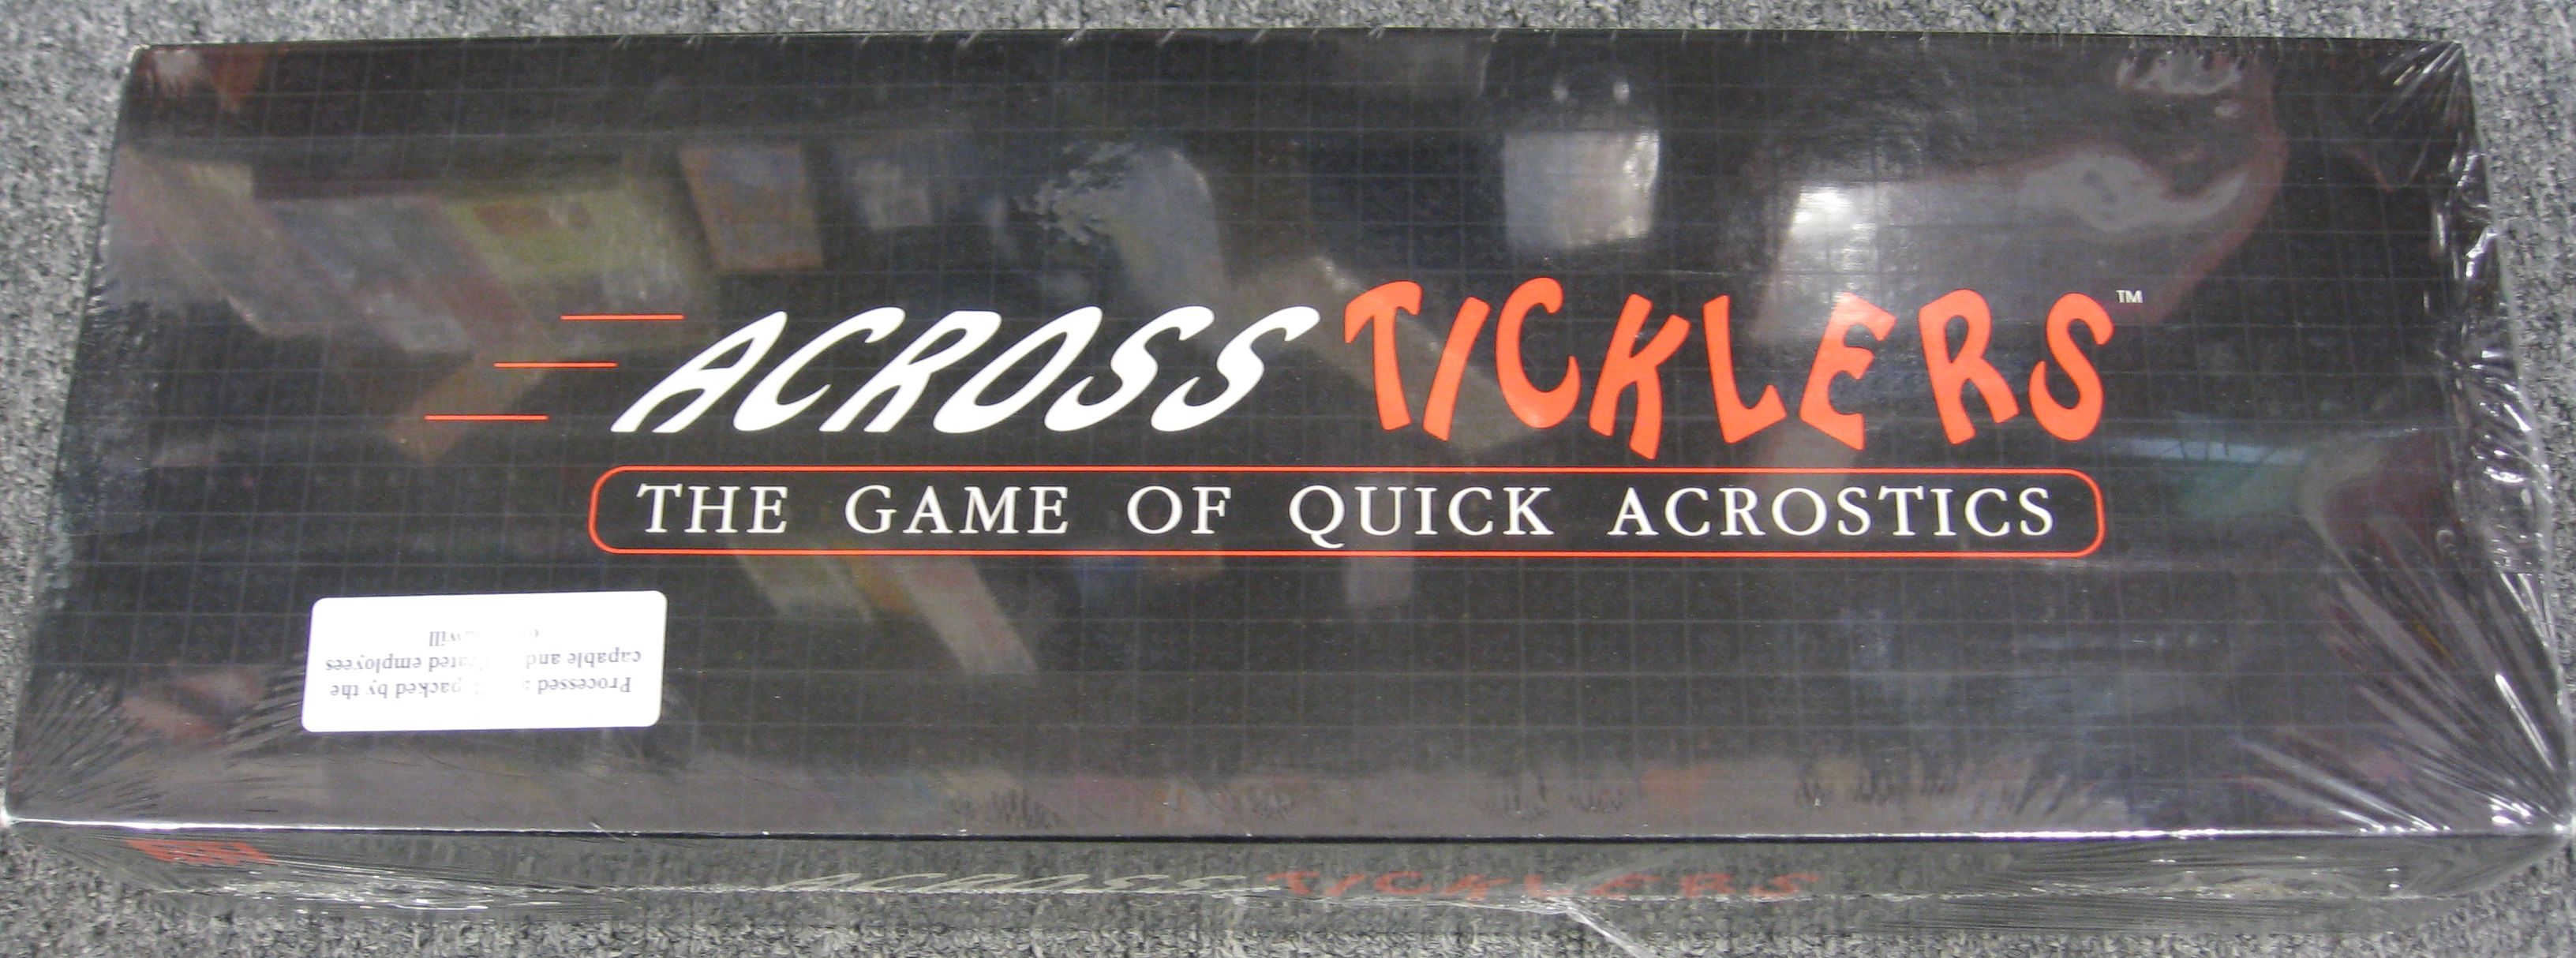 ACROSS TICKLERS™
THE GAME OF QUICK ACROSTICS
Processed packed by the
capable and employees
ACROSS TICKLERS